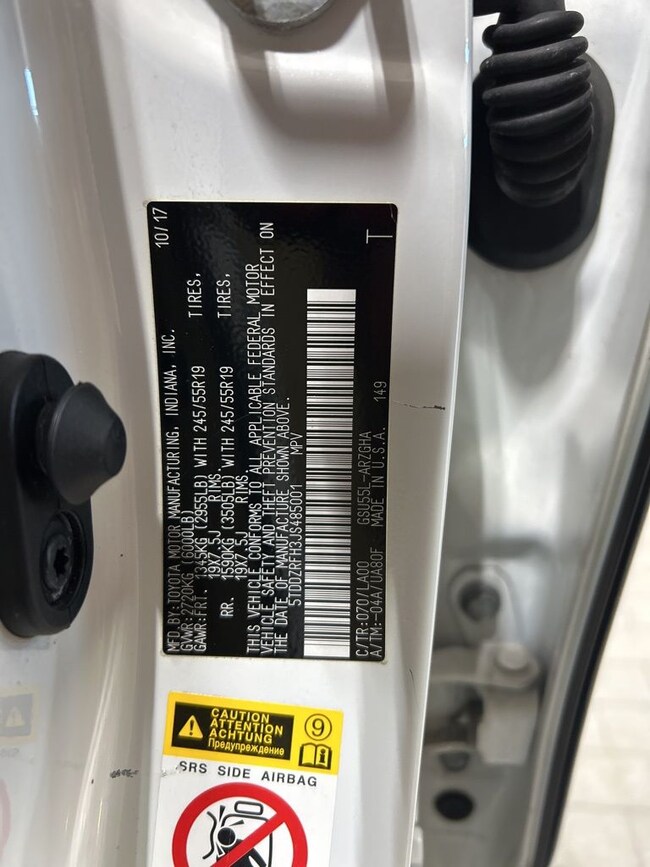 MFD.BY:TOYOTA MOTOR MANUFACTURING, INDIANA, INC. 10/17
GVWR:2720KG (6000LB)
GAWR:FRT. 1345KG (2955LB) WITH 245/55R19 TIRES,
19X7.5J RIMS,
RR. 1590KG (3505LB) WITH 245/55R19 TIRES,
19X7.5J RIMS.
THIS VEHICLE CONFORMS TO ALL APPLICABLE FEDERAL MOTOR
VEHICLE SAFETY AND THEFT PREVENTION STANDARDS IN EFFECT ON
THE DATE OF MANUFACTURE SHOWN ABOVE.
5TDDZRFH3JS485001 MPV
C/TR:070/LA00 GSU55L-ARZGHA T
A/TM:-04A/UA80F MADE IN U.S.A. 149
CAUTION
ATTENTION
ACHTUNG
Предупреждение
9
i
SRS SIDE AIRBAG